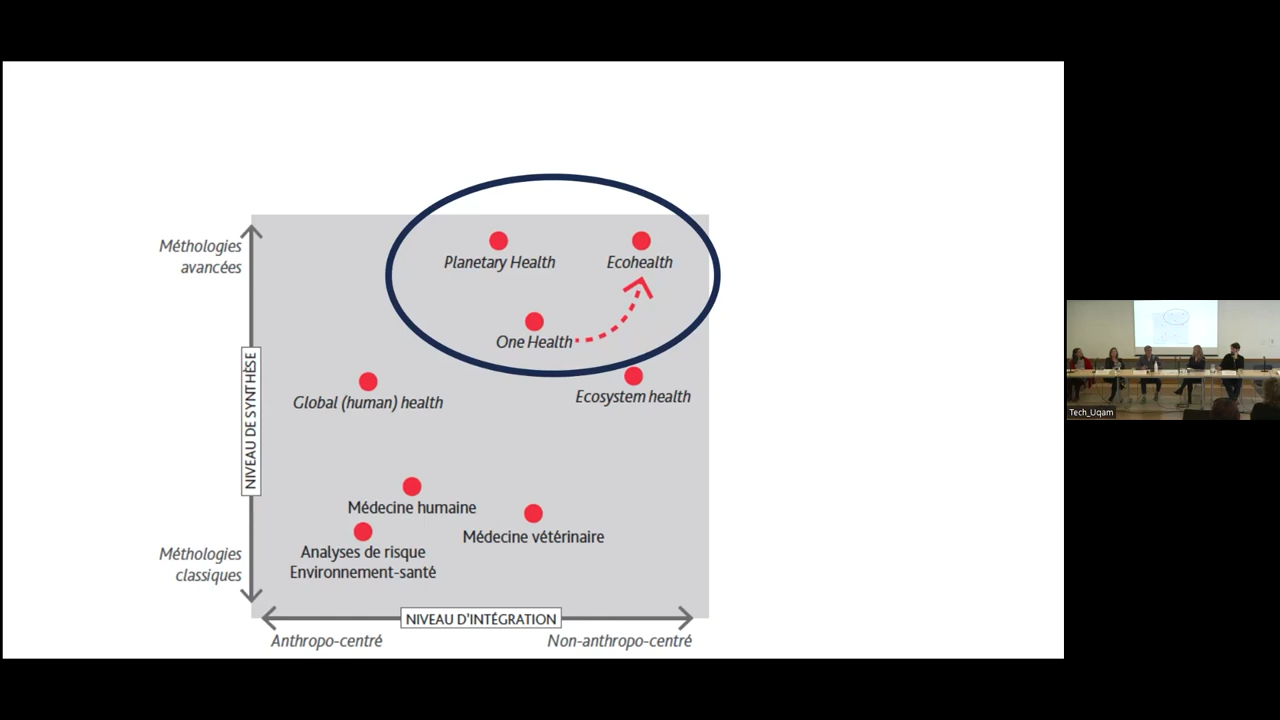 Méthologies
avancées
Planetary Health
Ecohealth
One Health
Global (human) health
Ecosystem health
NIVEAU DE SYNTHÈSE
Médecine humaine
Médecine vétérinaire
Analyses de risque
Environnement-santé
Méthologies
classiques
NIVEAU D'INTÉGRATION
Anthropo-centré
Non-anthropo-centré
Tech_Uqam